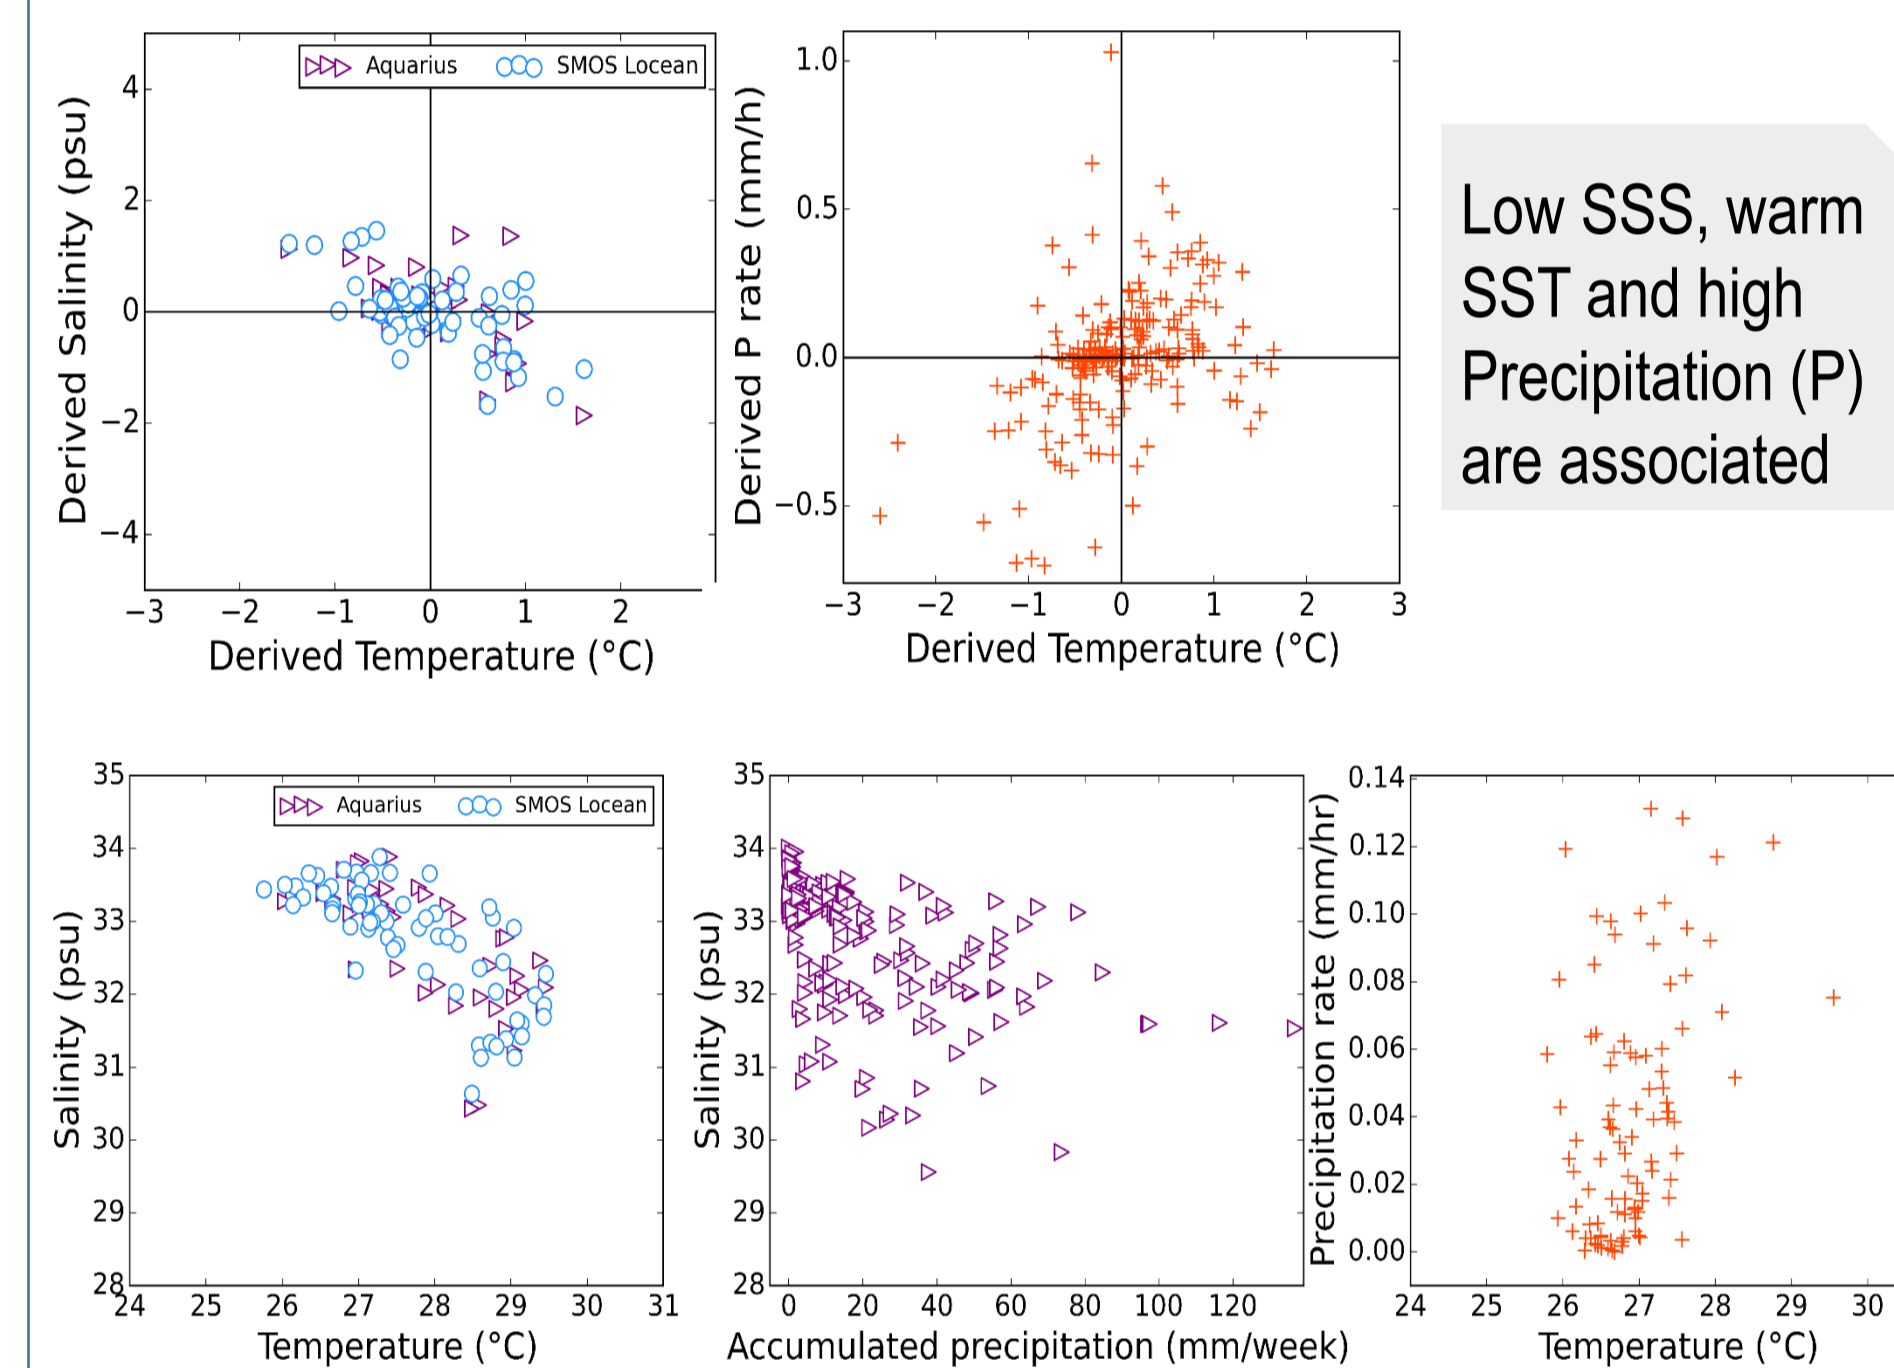 Aquarius SMOS Locean
4
2
0
−2
−4
−3 −2 −1 0 1 2
Derived Salinity (psu)
Derived Temperature (°C)
1.0
0.5
0.0
−0.5
−3 −2 −1 0 1 2 3
Derived P rate (mm/h)
Derived Temperature (°C)
Low SSS, warm
SST and high
Precipitation (P)
are associated
Aquarius SMOS Locean
35
34
33
32
31
30
29
28
24 25 26 27 28 29 30 31
Salinity (psu)
Temperature (°C)
35
34
33
32
31
30
29
28
0 20 40 60 80 100 120
Salinity (psu)
Accumulated precipitation (mm/week)
0.14
0.12
0.10
0.08
0.06
0.04
0.02
0.00
24 25 26 27 28 29 30
Precipitation rate (mm/hr)
Temperature (°C)